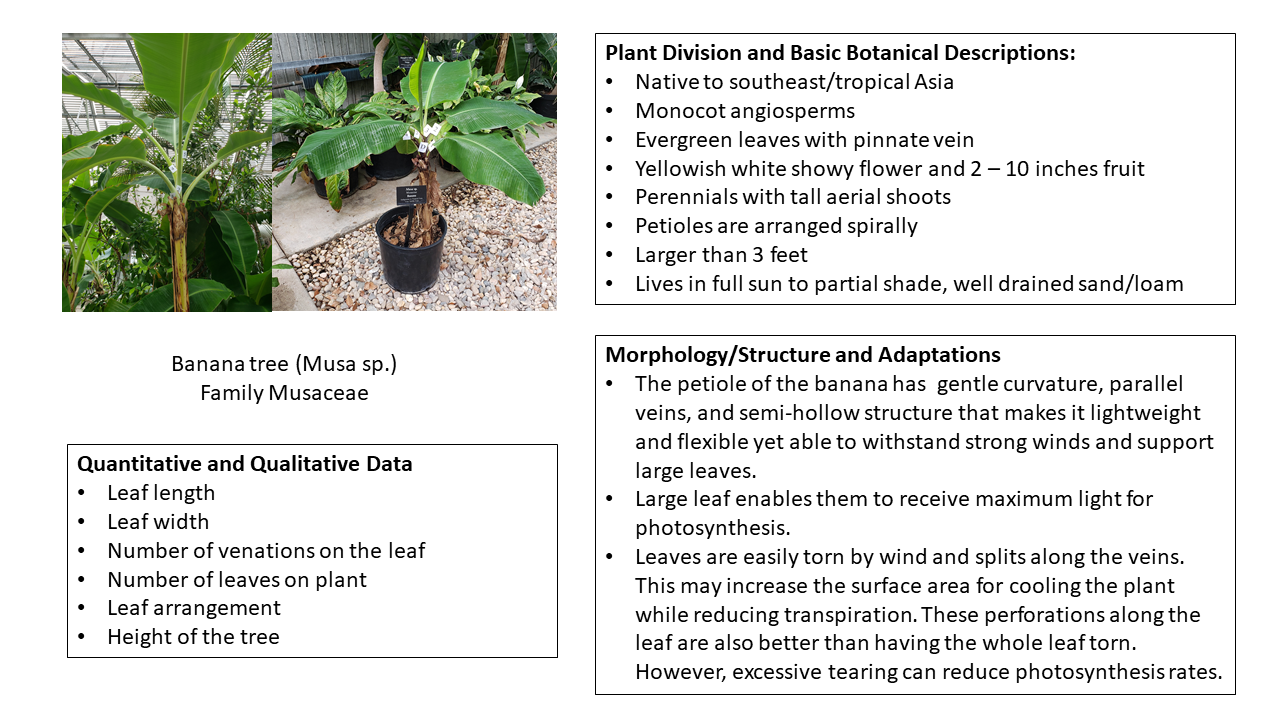 Banana tree (Musa sp.)
Family Musaceae
Quantitative and Qualitative Data
• Leaf length
• Leaf width
• Number of venations on the leaf
• Number of leaves on plant
• Leaf arrangement
• Height of the tree
Plant Division and Basic Botanical Descriptions:
• Native to southeast/tropical Asia
• Monocot angiosperms
• Evergreen leaves with pinnate vein
• Yellowish white showy flower and 2 – 10 inches fruit
• Perennials with tall aerial shoots
• Petioles are arranged spirally
• Larger than 3 feet
• Lives in full sun to partial shade, well drained sand/loam
Morphology/Structure and Adaptations
• The petiole of the banana has  gentle curvature, parallel
veins, and semi-hollow structure that makes it lightweight
and flexible yet able to withstand strong winds and support
large leaves.
• Large leaf enables them to receive maximum light for
photosynthesis.
• Leaves are easily torn by wind and splits along the veins.
This may increase the surface area for cooling the plant
while reducing transpiration. These perforations along the
leaf are also better than having the whole leaf torn.
However, excessive tearing can reduce photosynthesis rates.